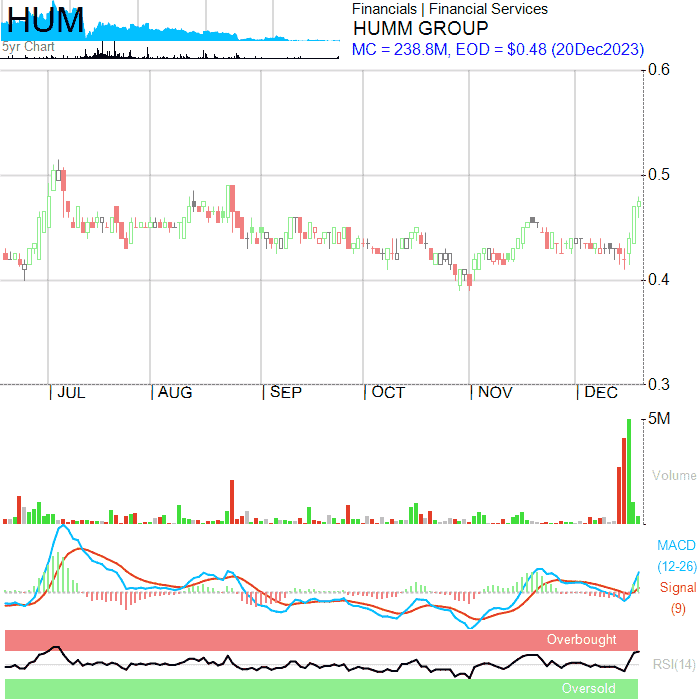 HUM
5yr Chart
Financials | Financial Services
HUMM GROUP
MC = 238.8M, EOD = $0.48 (20Dec2023)
0.6
0.5
0.4
0.3
| JUL | AUG | SEP | OCT | NOV | DEC
5M
Volume
MACD
(12-26)
Signal
(9)
Overbought
RSI(14)
Oversold